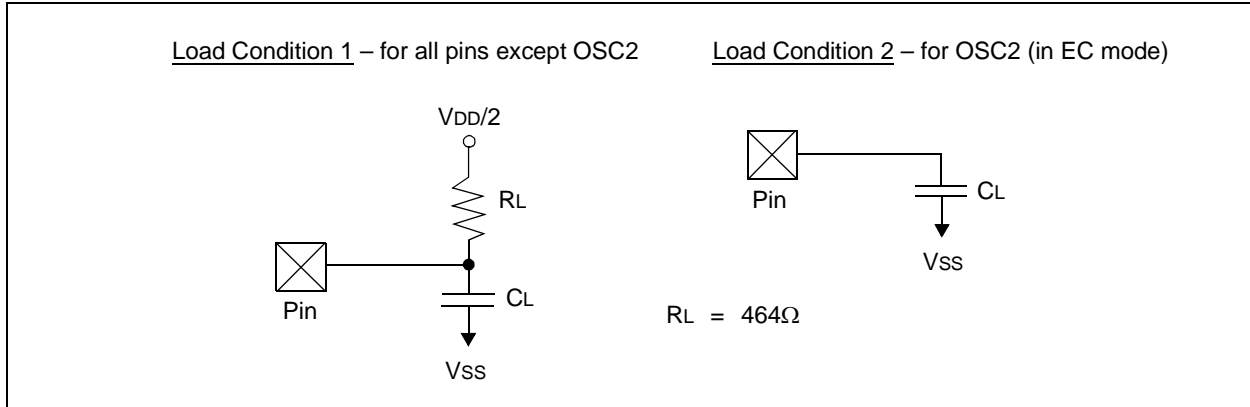 Load Condition 1 – for all pins except OSC2
VDD/2
RL
Pin
CL
VSS
Load Condition 2 – for OSC2 (in EC mode)
Pin
CL
VSS
RL = 464Ω